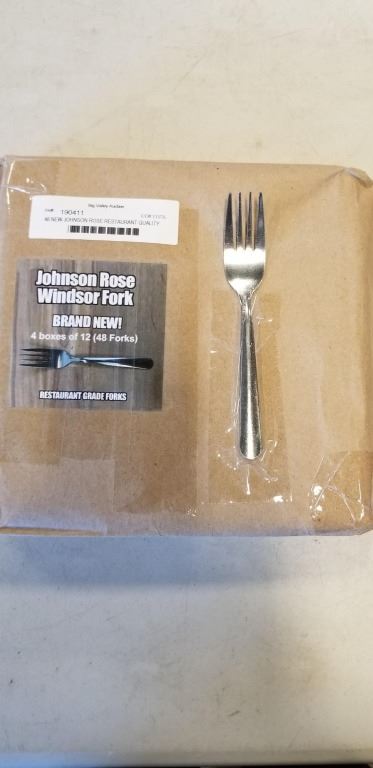 Big Valley Auction
190411
48 NEW JOHNSON ROSE RESTAURANT QUALITY
Johnson Rose
Windsor Fork
BRAND NEW!
4 boxes of 12 (48 Forks)
RESTAURANT GRADE FORKS